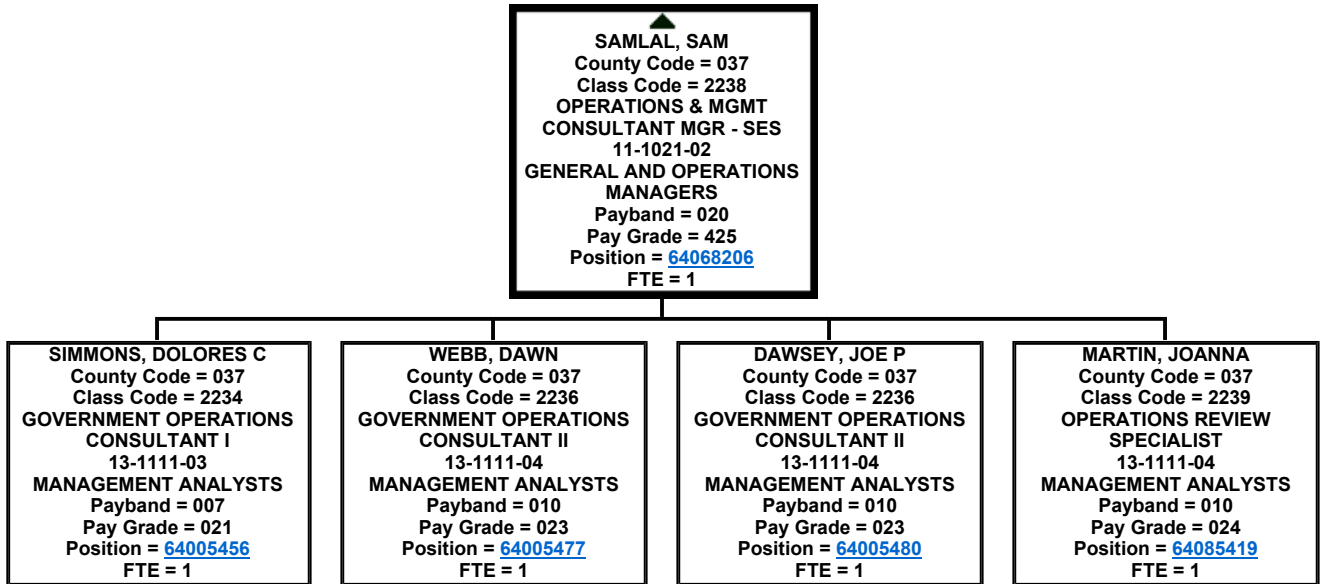 SAMLAL, SAM
County Code = 037
Class Code = 2238
OPERATIONS & MGMT
CONSULTANT MGR - SES
11-1021-02
GENERAL AND OPERATIONS
MANAGERS
Payband = 020
Pay Grade = 425
Position = 64068206
FTE = 1
SIMMONS, DOLORES C
County Code = 037
Class Code = 2234
GOVERNMENT OPERATIONS
CONSULTANT I
13-1111-03
MANAGEMENT ANALYSTS
Payband = 007
Pay Grade = 021
Position = 64005456
FTE = 1
WEBB, DAWN
County Code = 037
Class Code = 2236
GOVERNMENT OPERATIONS
CONSULTANT II
13-1111-04
MANAGEMENT ANALYSTS
Payband = 010
Pay Grade = 023
Position = 64005477
FTE = 1
DAWSEY, JOE P
County Code = 037
Class Code = 2236
GOVERNMENT OPERATIONS
CONSULTANT II
13-1111-04
MANAGEMENT ANALYSTS
Payband = 010
Pay Grade = 023
Position = 64005480
FTE = 1
MARTIN, JOANNA
County Code = 037
Class Code = 2239
OPERATIONS REVIEW
SPECIALIST
13-1111-04
MANAGEMENT ANALYSTS
Payband = 010
Pay Grade = 024
Position = 64085419
FTE = 1